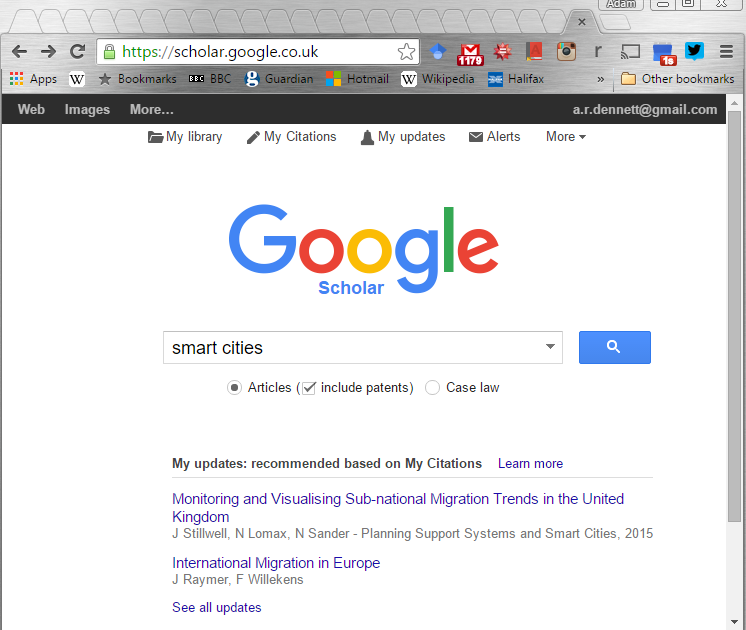 Adam
https://scholar.google.co.uk
1179
r
1s
Apps W Bookmarks BBC BBC Guardian Hotmail W Wikipedia Halifax » Other bookmarks
Web Images More... a.r.dennett@gmail.com
My library My Citations My updates Alerts More
Google
Scholar
smart cities
Articles (include patents) Case law
My updates: recommended based on My Citations Learn more
Monitoring and Visualising Sub-national Migration Trends in the United
Kingdom
J Stillwell, N Lomax, N Sander - Planning Support Systems and Smart Cities, 2015
International Migration in Europe
J Raymer, F Willekens
See all updates